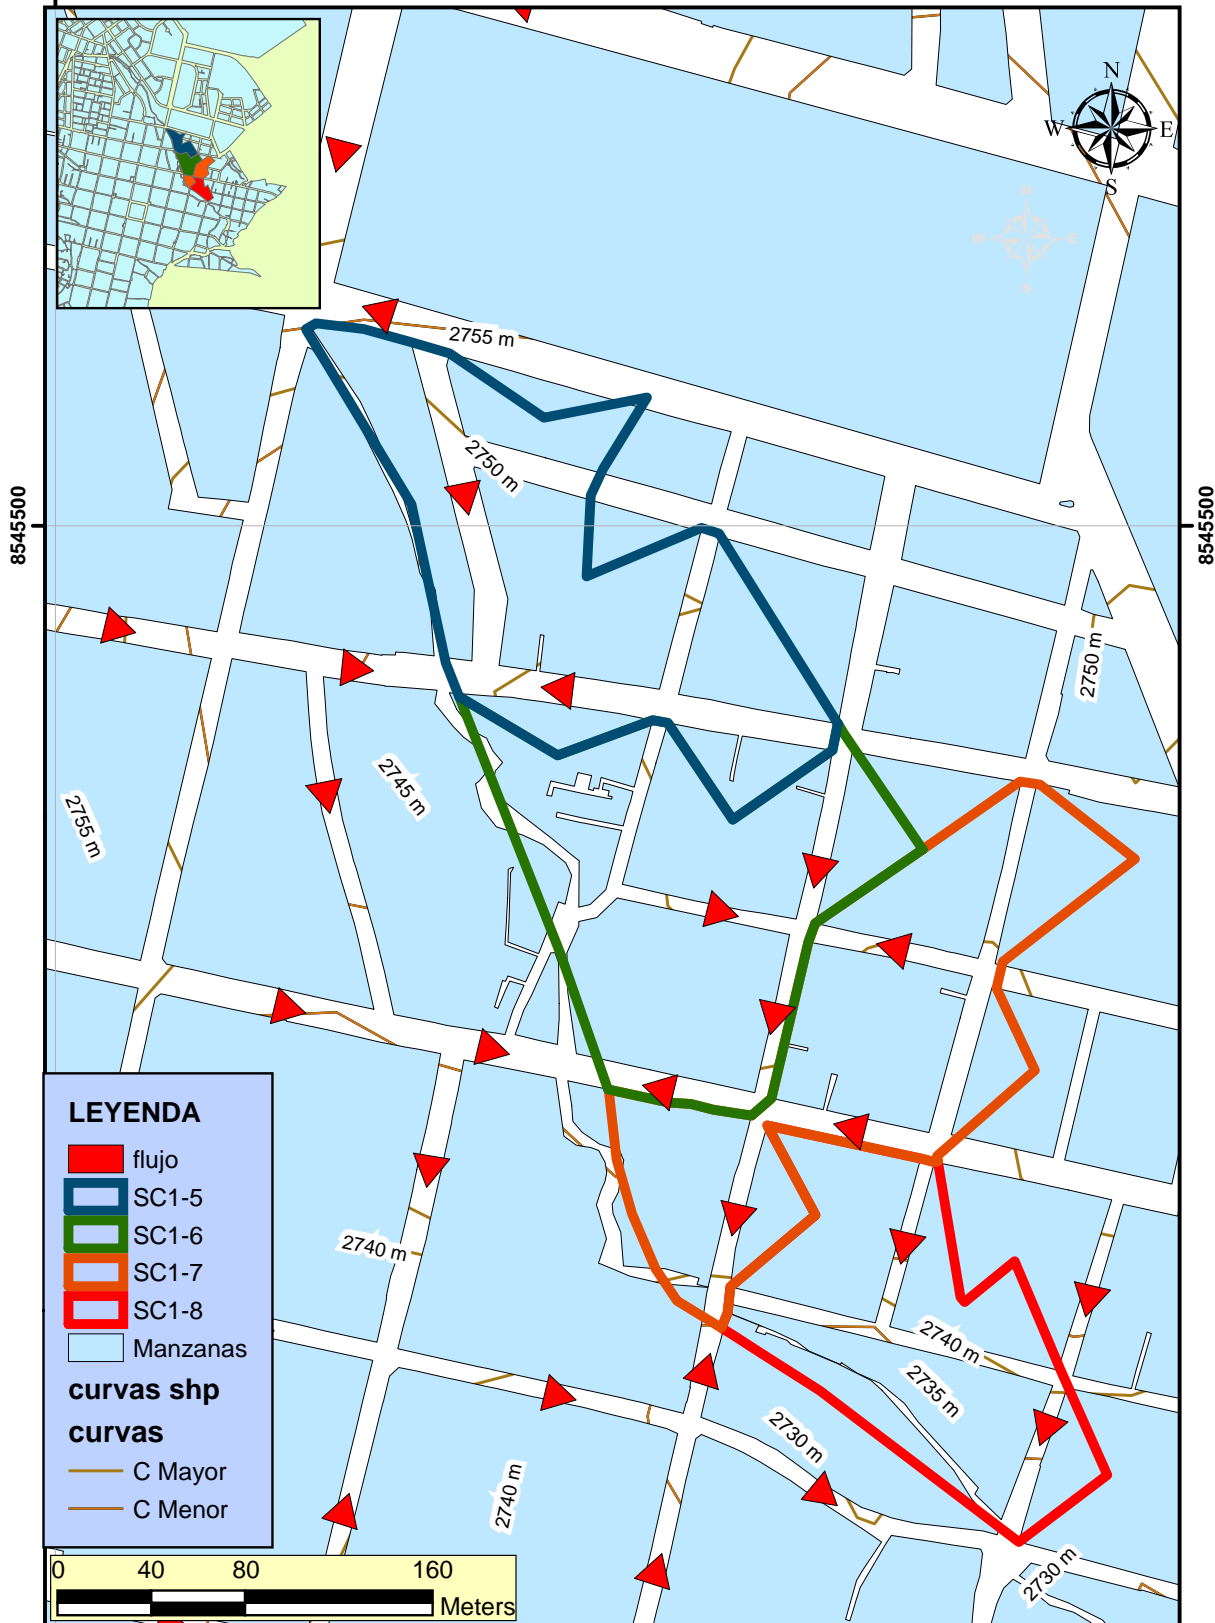 N
W
E
S
2755 m
2750 m
8545500
8545500
2750 m
2745 m
2755 m
LEYENDA
flujo
SC1-5
SC1-6
SC1-7
SC1-8
Manzanas
curvas shp
curvas
C Mayor
C Menor
2740 m
2740 m
2735 m
2730 m
2740 m
2730 m
0 40 80 160
Meters